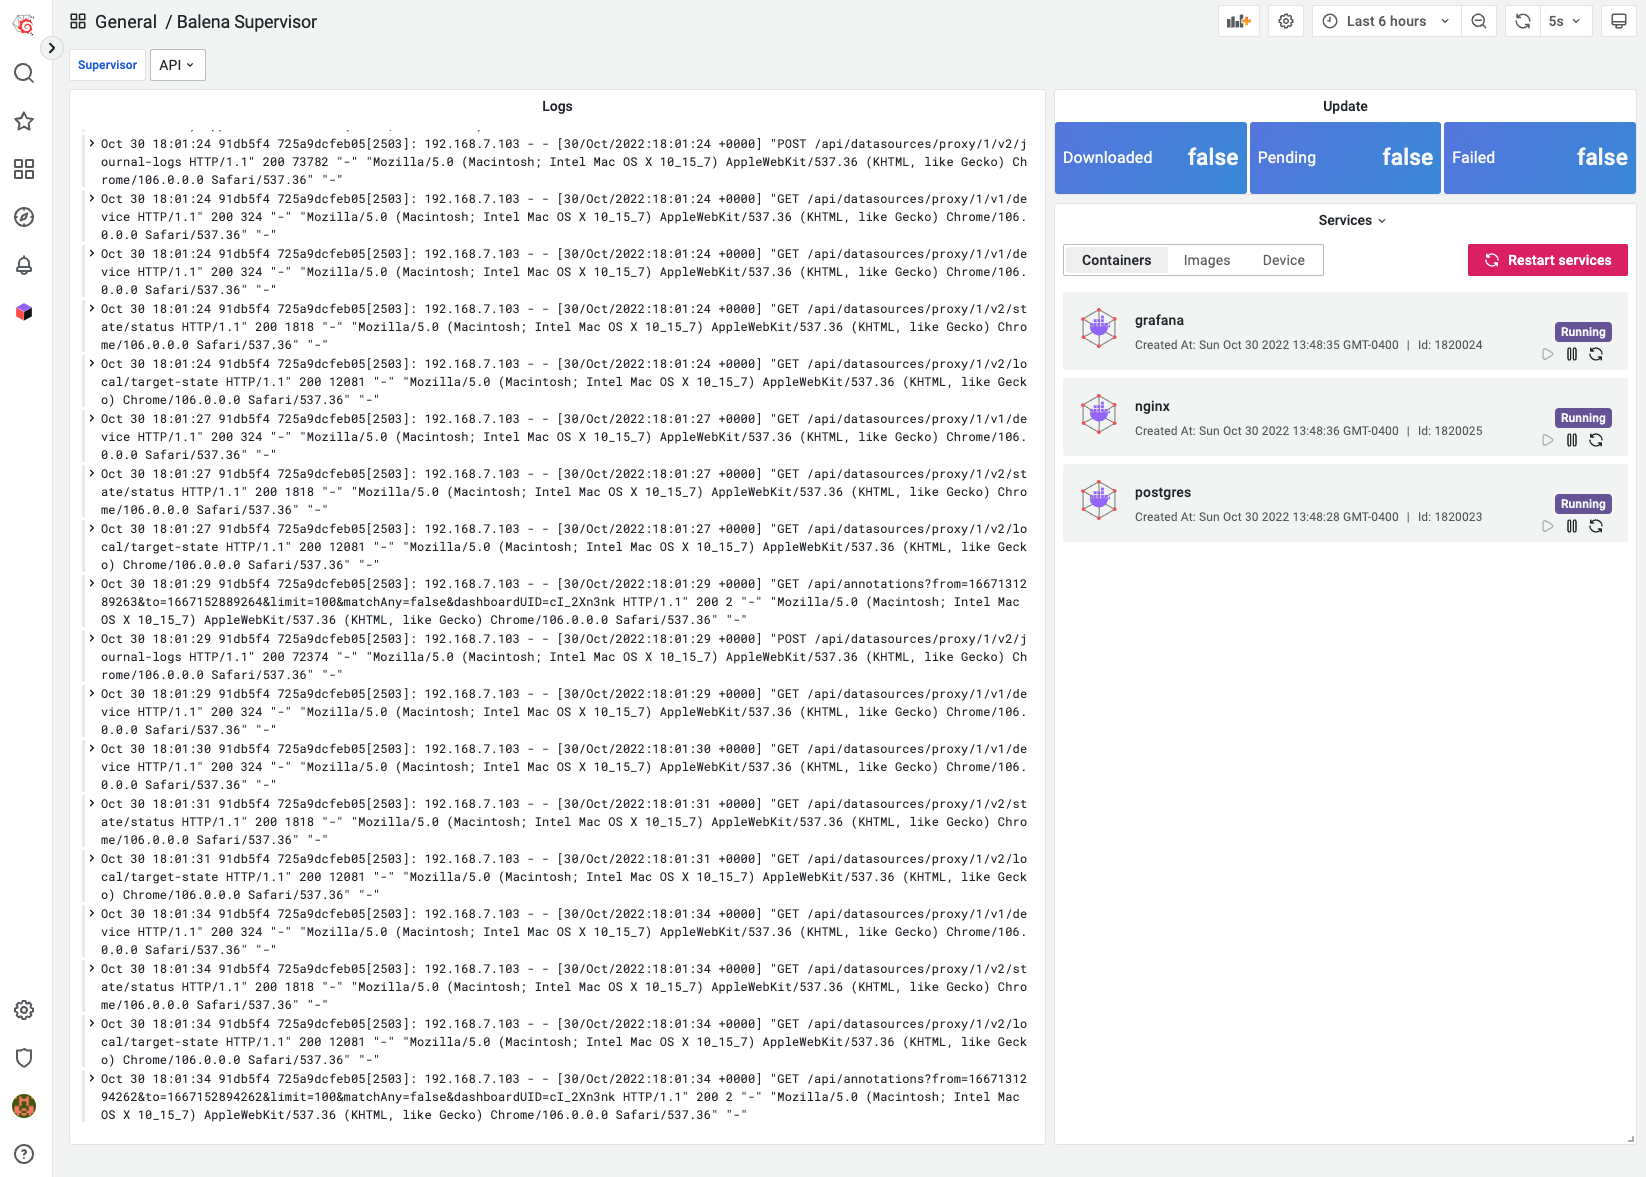 General / Balena Supervisor
Last 6 hours
5s
Supervisor
API
Logs
Oct 30 18:01:24 91db5f4 725a9dcfeb05[2503]: 192.168.7.103 - - [30/Oct/2022:18:01:24 +0000] "POST /api/datasources/proxy/1/v2/j
ournal-logs HTTP/1.1" 200 73782 "-" "Mozilla/5.0 (Macintosh; Intel Mac OS X 10_15_7) AppleWebKit/537.36 (KHTML, like Gecko) Ch
rome/106.0.0.0 Safari/537.36" "-"
Oct 30 18:01:24 91db5f4 725a9dcfeb05[2503]: 192.168.7.103 - - [30/Oct/2022:18:01:24 +0000] "GET /api/datasources/proxy/1/v1/de
vice HTTP/1.1" 200 324 "-" "Mozilla/5.0 (Macintosh; Intel Mac OS X 10_15_7) AppleWebKit/537.36 (KHTML, like Gecko) Chrome/106.
0.0.0 Safari/537.36" "-"
Oct 30 18:01:24 91db5f4 725a9dcfeb05[2503]: 192.168.7.103 - - [30/Oct/2022:18:01:24 +0000] "GET /api/datasources/proxy/1/v1/de
vice HTTP/1.1" 200 324 "-" "Mozilla/5.0 (Macintosh; Intel Mac OS X 10_15_7) AppleWebKit/537.36 (KHTML, like Gecko) Chrome/106.
0.0.0 Safari/537.36" "-"
Oct 30 18:01:24 91db5f4 725a9dcfeb05[2503]: 192.168.7.103 - - [30/Oct/2022:18:01:24 +0000] "GET /api/datasources/proxy/1/v2/st
ate/status HTTP/1.1" 200 1818 "-" "Mozilla/5.0 (Macintosh; Intel Mac OS X 10_15_7) AppleWebKit/537.36 (KHTML, like Gecko) Chro
me/106.0.0.0 Safari/537.36" "-"
Oct 30 18:01:24 91db5f4 725a9dcfeb05[2503]: 192.168.7.103 - - [30/Oct/2022:18:01:24 +0000] "GET /api/datasources/proxy/1/v2/lo
cal/target-state HTTP/1.1" 200 12081 "-" "Mozilla/5.0 (Macintosh; Intel Mac OS X 10_15_7) AppleWebKit/537.36 (KHTML, like Geck
o) Chrome/106.0.0.0 Safari/537.36" "-"
Oct 30 18:01:27 91db5f4 725a9dcfeb05[2503]: 192.168.7.103 - - [30/Oct/2022:18:01:27 +0000] "GET /api/datasources/proxy/1/v1/de
vice HTTP/1.1" 200 324 "-" "Mozilla/5.0 (Macintosh; Intel Mac OS X 10_15_7) AppleWebKit/537.36 (KHTML, like Gecko) Chrome/106.
0.0.0 Safari/537.36" "-"
Oct 30 18:01:27 91db5f4 725a9dcfeb05[2503]: 192.168.7.103 - - [30/Oct/2022:18:01:27 +0000] "GET /api/datasources/proxy/1/v2/st
ate/status HTTP/1.1" 200 1818 "-" "Mozilla/5.0 (Macintosh; Intel Mac OS X 10_15_7) AppleWebKit/537.36 (KHTML, like Gecko) Chro
me/106.0.0.0 Safari/537.36" "-"
Oct 30 18:01:27 91db5f4 725a9dcfeb05[2503]: 192.168.7.103 - - [30/Oct/2022:18:01:27 +0000] "GET /api/datasources/proxy/1/v2/lo
cal/target-state HTTP/1.1" 200 12081 "-" "Mozilla/5.0 (Macintosh; Intel Mac OS X 10_15_7) AppleWebKit/537.36 (KHTML, like Geck
o) Chrome/106.0.0.0 Safari/537.36" "-"
Oct 30 18:01:29 91db5f4 725a9dcfeb05[2503]: 192.168.7.103 - - [30/Oct/2022:18:01:29 +0000] "GET /api/annotations?from=16671312
89263&to=1667152889264&limit=100&matchAny=false&dashboardUID=cI_2Xn3nk HTTP/1.1" 200 2 "-" "Mozilla/5.0 (Macintosh; Intel Mac
OS X 10_15_7) AppleWebKit/537.36 (KHTML, like Gecko) Chrome/106.0.0.0 Safari/537.36" "-"
Oct 30 18:01:29 91db5f4 725a9dcfeb05[2503]: 192.168.7.103 - - [30/Oct/2022:18:01:29 +0000] "POST /api/datasources/proxy/1/v2/j
ournal-logs HTTP/1.1" 200 72374 "-" "Mozilla/5.0 (Macintosh; Intel Mac OS X 10_15_7) AppleWebKit/537.36 (KHTML, like Gecko) Ch
rome/106.0.0.0 Safari/537.36" "-"
Oct 30 18:01:29 91db5f4 725a9dcfeb05[2503]: 192.168.7.103 - - [30/Oct/2022:18:01:29 +0000] "GET /api/datasources/proxy/1/v1/de
vice HTTP/1.1" 200 324 "-" "Mozilla/5.0 (Macintosh; Intel Mac OS X 10_15_7) AppleWebKit/537.36 (KHTML, like Gecko) Chrome/106.
0.0.0 Safari/537.36" "-"
Oct 30 18:01:30 91db5f4 725a9dcfeb05[2503]: 192.168.7.103 - - [30/Oct/2022:18:01:30 +0000] "GET /api/datasources/proxy/1/v1/de
vice HTTP/1.1" 200 324 "-" "Mozilla/5.0 (Macintosh; Intel Mac OS X 10_15_7) AppleWebKit/537.36 (KHTML, like Gecko) Chrome/106.
0.0.0 Safari/537.36" "-"
Oct 30 18:01:31 91db5f4 725a9dcfeb05[2503]: 192.168.7.103 - - [30/Oct/2022:18:01:31 +0000] "GET /api/datasources/proxy/1/v2/st
ate/status HTTP/1.1" 200 1818 "-" "Mozilla/5.0 (Macintosh; Intel Mac OS X 10_15_7) AppleWebKit/537.36 (KHTML, like Gecko) Chro
me/106.0.0.0 Safari/537.36" "-"
Oct 30 18:01:31 91db5f4 725a9dcfeb05[2503]: 192.168.7.103 - - [30/Oct/2022:18:01:31 +0000] "GET /api/datasources/proxy/1/v2/lo
cal/target-state HTTP/1.1" 200 12081 "-" "Mozilla/5.0 (Macintosh; Intel Mac OS X 10_15_7) AppleWebKit/537.36 (KHTML, like Geck
o) Chrome/106.0.0.0 Safari/537.36" "-"
Oct 30 18:01:34 91db5f4 725a9dcfeb05[2503]: 192.168.7.103 - - [30/Oct/2022:18:01:34 +0000] "GET /api/datasources/proxy/1/v1/de
vice HTTP/1.1" 200 324 "-" "Mozilla/5.0 (Macintosh; Intel Mac OS X 10_15_7) AppleWebKit/537.36 (KHTML, like Gecko) Chrome/106.
0.0.0 Safari/537.36" "-"
Oct 30 18:01:34 91db5f4 725a9dcfeb05[2503]: 192.168.7.103 - - [30/Oct/2022:18:01:34 +0000] "GET /api/datasources/proxy/1/v2/st
ate/status HTTP/1.1" 200 1818 "-" "Mozilla/5.0 (Macintosh; Intel Mac OS X 10_15_7) AppleWebKit/537.36 (KHTML, like Gecko) Chro
me/106.0.0.0 Safari/537.36" "-"
Oct 30 18:01:34 91db5f4 725a9dcfeb05[2503]: 192.168.7.103 - - [30/Oct/2022:18:01:34 +0000] "GET /api/datasources/proxy/1/v2/lo
cal/target-state HTTP/1.1" 200 12081 "-" "Mozilla/5.0 (Macintosh; Intel Mac OS X 10_15_7) AppleWebKit/537.36 (KHTML, like Geck
o) Chrome/106.0.0.0 Safari/537.36" "-"
Oct 30 18:01:34 91db5f4 725a9dcfeb05[2503]: 192.168.7.103 - - [30/Oct/2022:18:01:34 +0000] "GET /api/annotations?from=16671312
94262&to=1667152894262&limit=100&matchAny=false&dashboardUID=cI_2Xn3nk HTTP/1.1" 200 2 "-" "Mozilla/5.0 (Macintosh; Intel Mac
OS X 10_15_7) AppleWebKit/537.36 (KHTML, like Gecko) Chrome/106.0.0.0 Safari/537.36" "-"
Update
Downloaded false
Pending false
Failed false
Services
Containers Images Device
Restart services
grafana
Running
Created At: Sun Oct 30 2022 13:48:35 GMT-0400 | Id: 1820024
nginx
Running
Created At: Sun Oct 30 2022 13:48:36 GMT-0400 | Id: 1820025
postgres
Running
Created At: Sun Oct 30 2022 13:48:28 GMT-0400 | Id: 1820023